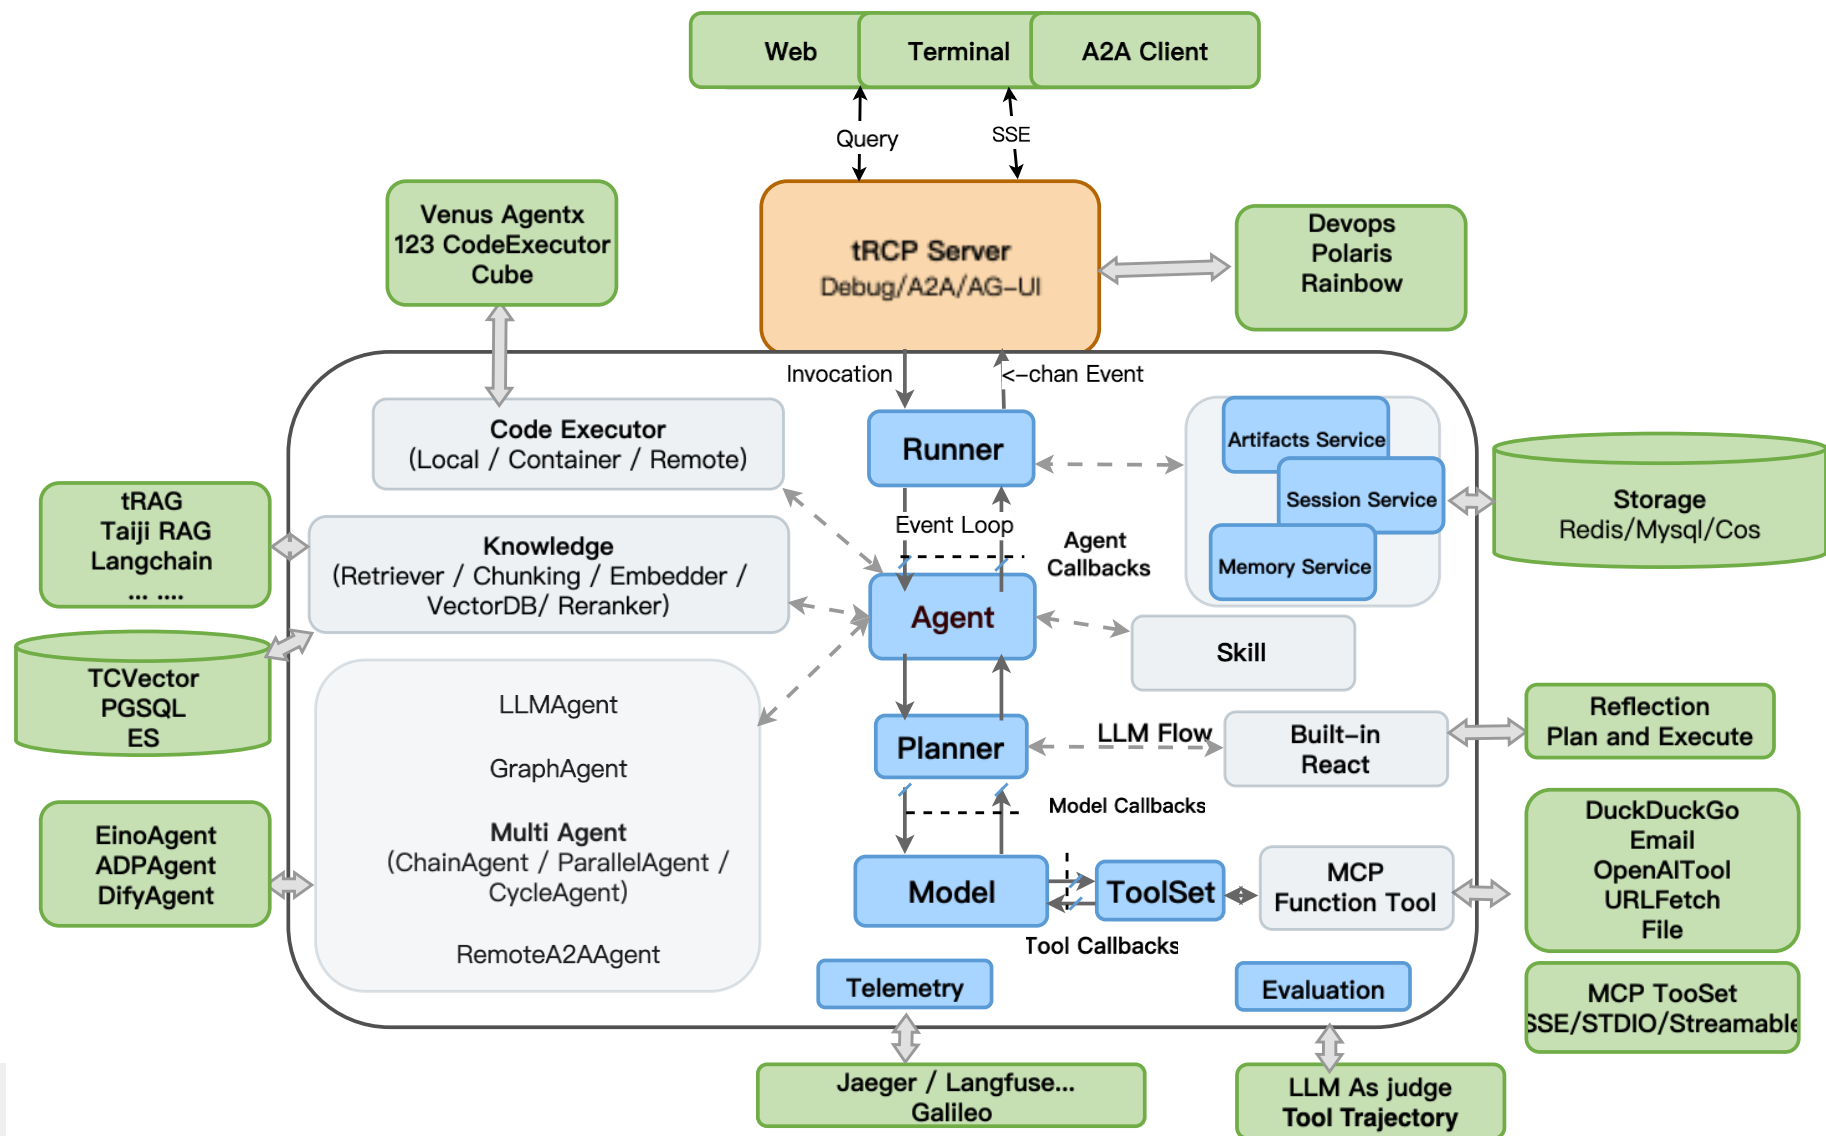 Web
Terminal
A2A Client
Query
SSE
Venus Agentx
123 CodeExecutor
Cube
tRCP Server
Debug/A2A/AG-UI
Devops
Polaris
Rainbow
Invocation
<-chan Event
Code Executor
(Local / Container / Remote)
Runner
Artifacts Service
Session Service
Memory Service
Storage
Redis/Mysql/Cos
tRAG
Taiji RAG
Langchain
... ....
Knowledge
(Retriever / Chunking / Embedder /
VectorDB/ Reranker)
Event Loop
Agent
Callbacks
Agent
Skill
TCVector
PGSQL
ES
LLMAgent
GraphAgent
Multi Agent
(ChainAgent / ParallelAgent /
CycleAgent)
RemoteA2AAgent
Planner
LLM Flow
Built-in
React
Reflection
Plan and Execute
Model Callbacks
EinoAgent
ADPAgent
DifyAgent
Model
ToolSet
MCP
Function Tool
DuckDuckGo
Email
OpenAITool
URLFetch
File
Tool Callbacks
Telemetry
Evaluation
MCP TooSet
SSE/STDIO/Streamable
Jaeger / Langfuse...
Galileo
LLM As judge
Tool Trajectory